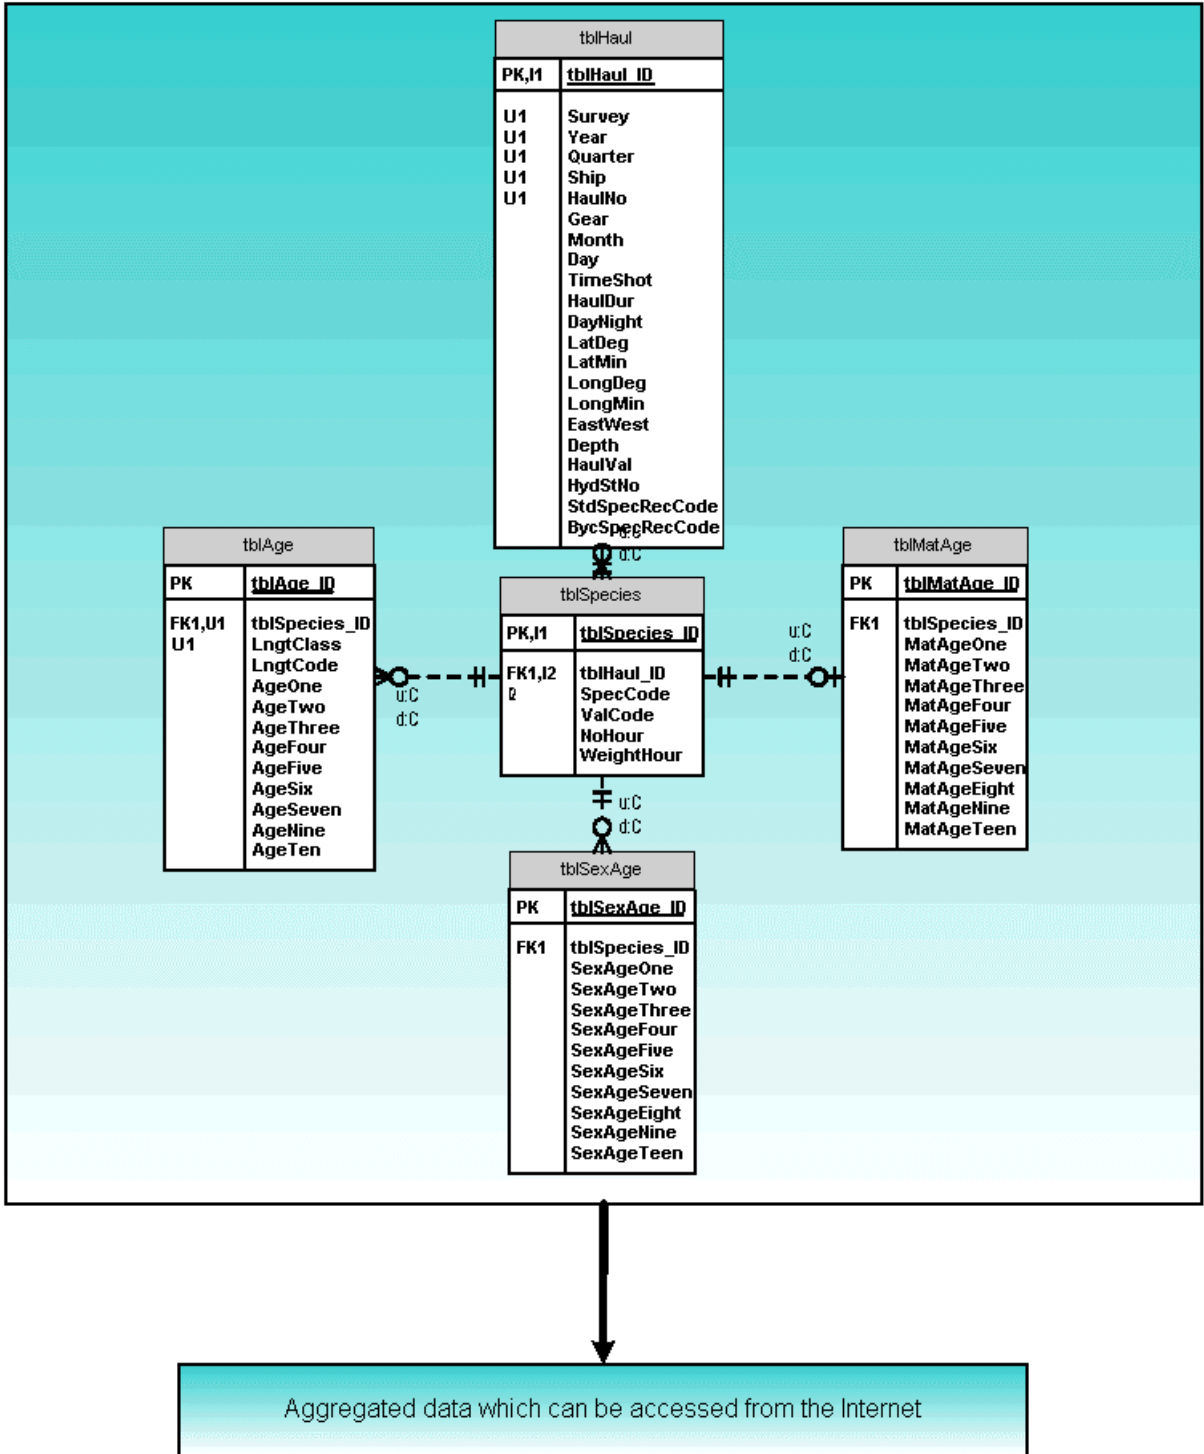 tblHaul
PK,I1 tblHaul_ID
U1 Survey
U1 Year
U1 Quarter
U1 Ship
U1 HaulNo
Gear
Month
Day
TimeShot
HaulDur
DayNight
LatDeg
LatMin
LongDeg
LongMin
EastWest
Depth
HaulVal
HydStNo
StdSpecRecCode
BycSpecRecCode
u:C
d:C
tblAge
PK tblAge_ID
FK1,U1 tblSpecies_ID
U1 LngtClass
LngtCode
AgeOne
AgeTwo
AgeThree
AgeFour
AgeFive
AgeSix
AgeSeven
AgeNine
AgeTen
u:C
d:C
tblSpecies
PK,I1 tblSpecies_ID
FK1,I2 tblHaul_ID
I2 SpecCode
ValCode
NoHour
WeightHour
u:C
d:C
tblMatAge
PK tblMatAge_ID
FK1 tblSpecies_ID
MatAgeOne
MatAgeTwo
MatAgeThree
MatAgeFour
MatAgeFive
MatAgeSix
MatAgeSeven
MatAgeEight
MatAgeNine
MatAgeTeen
u:C
d:C
tblSexAge
PK tblSexAge_ID
FK1 tblSpecies_ID
SexAgeOne
SexAgeTwo
SexAgeThree
SexAgeFour
SexAgeFive
SexAgeSix
SexAgeSeven
SexAgeEight
SexAgeNine
SexAgeTeen
Aggregated data which can be accessed from the Internet